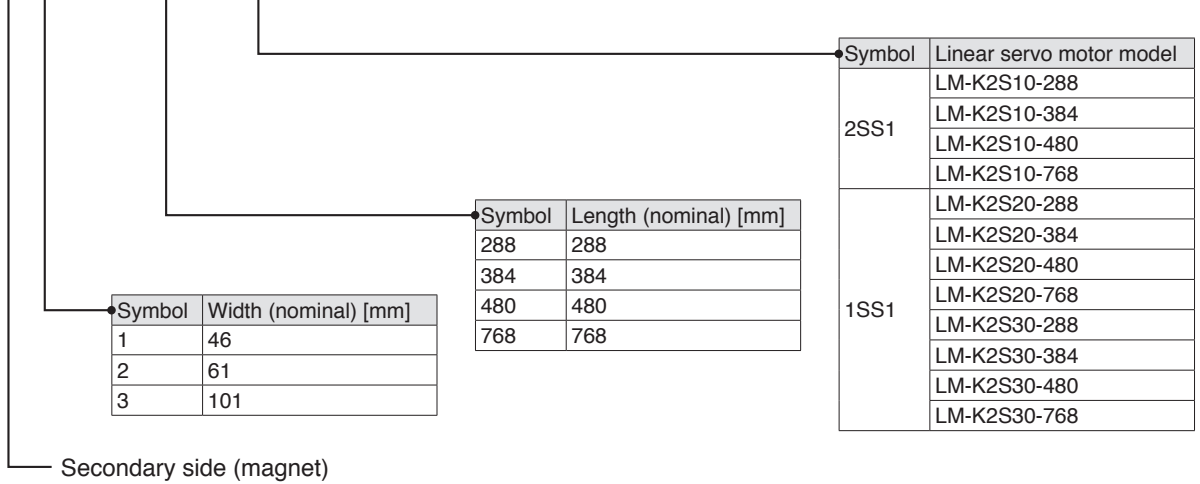 Symbol Linear servo motor model
2SS1 LM-K2S10-288
LM-K2S10-384
LM-K2S10-480
LM-K2S10-768
1SS1 LM-K2S20-288
LM-K2S20-384
LM-K2S20-480
LM-K2S20-768
LM-K2S30-288
LM-K2S30-384
LM-K2S30-480
LM-K2S30-768
Symbol Length (nominal) [mm]
288 288
384 384
480 480
768 768
Symbol Width (nominal) [mm]
1 46
2 61
3 101
Secondary side (magnet)